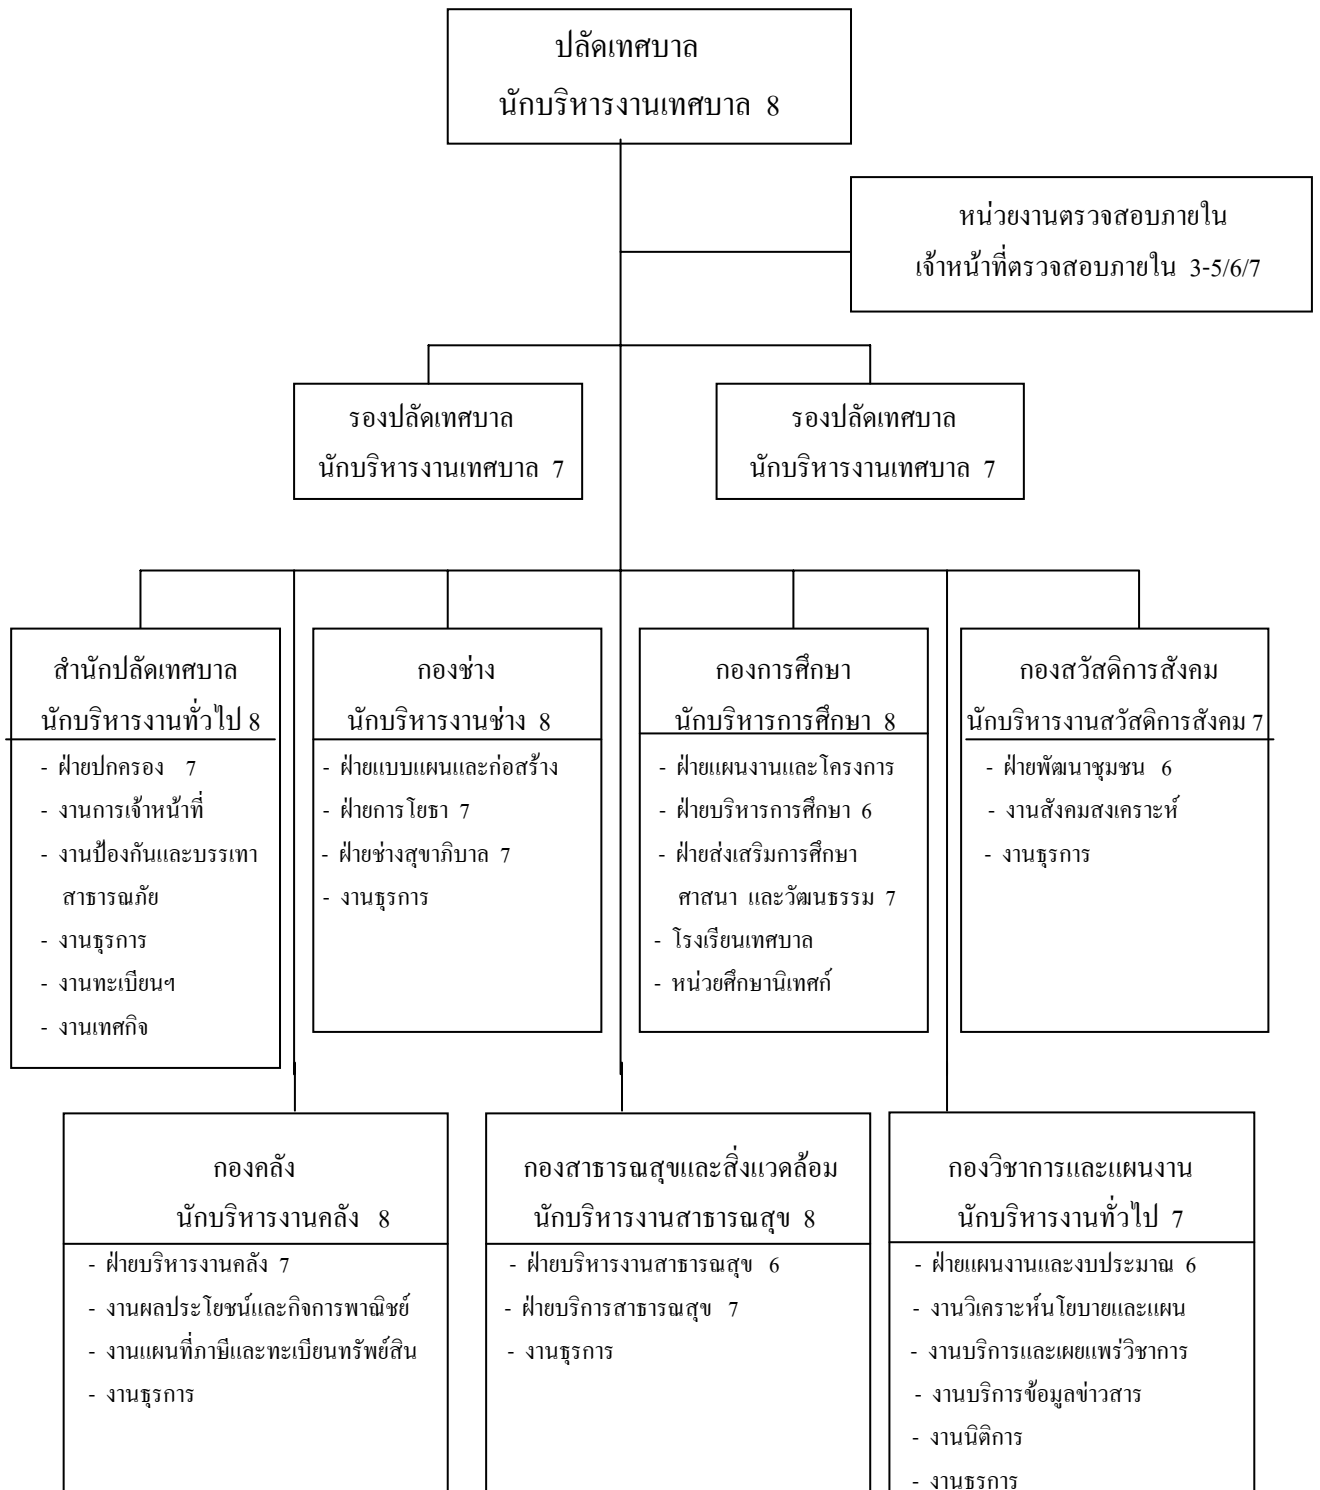 ปลัดเทศบาล
นักบริหารงานเทศบาล 8
หน่วยงานตรวจสอบภายใน
เจ้าหน้าที่ตรวจสอบภายใน 3-5/6/7
รองปลัดเทศบาล
นักบริหารงานเทศบาล 7
รองปลัดเทศบาล
นักบริหารงานเทศบาล 7
สำนักปลัดเทศบาล
นักบริหารงานทั่วไป 8
- ฝ่ายปกครอง 7
- งานการเจ้าหน้าที่
- งานป้องกันและบรรเทา
สาธารณภัย
- งานธุรการ
- งานทะเบียนฯ
- งานเทศกิจ
กองช่าง
นักบริหารงานช่าง 8
- ฝ่ายแบบแผนและก่อสร้าง
- ฝ่ายการโยธา 7
- ฝ่ายช่างสุขาภิบาล 7
- งานธุรการ
กองการศึกษา
นักบริหารการศึกษา 8
- ฝ่ายแผนงานและโครงการ
- ฝ่ายบริหารการศึกษา 6
- ฝ่ายส่งเสริมการศึกษา
ศาสนา และวัฒนธรรม 7
- โรงเรียนเทศบาล
- หน่วยศึกษานิเทศก์
กองสวัสดิการสังคม
นักบริหารงานสวัสดิการสังคม 7
- ฝ่ายพัฒนาชุมชน 6
- งานสังคมสงเคราะห์
- งานธุรการ
กองคลัง
นักบริหารงานคลัง 8
- ฝ่ายบริหารงานคลัง 7
- งานผลประโยชน์และกิจการพาณิชย์
- งานแผนที่ภาษีและทะเบียนทรัพย์สิน
- งานธุรการ
กองสาธารณสุขและสิ่งแวดล้อม
นักบริหารงานสาธารณสุข 8
- ฝ่ายบริหารงานสาธารณสุข 6
- ฝ่ายบริการสาธารณสุข 7
- งานธุรการ
กองวิชาการและแผนงาน
นักบริหารงานทั่วไป 7
- ฝ่ายแผนงานและงบประมาณ 6
- งานวิเคราะห์นโยบายและแผน
- งานบริการและเผยแพร่วิชาการ
- งานบริการข้อมูลข่าวสาร
- งานนิติการ
- งานธุรการ